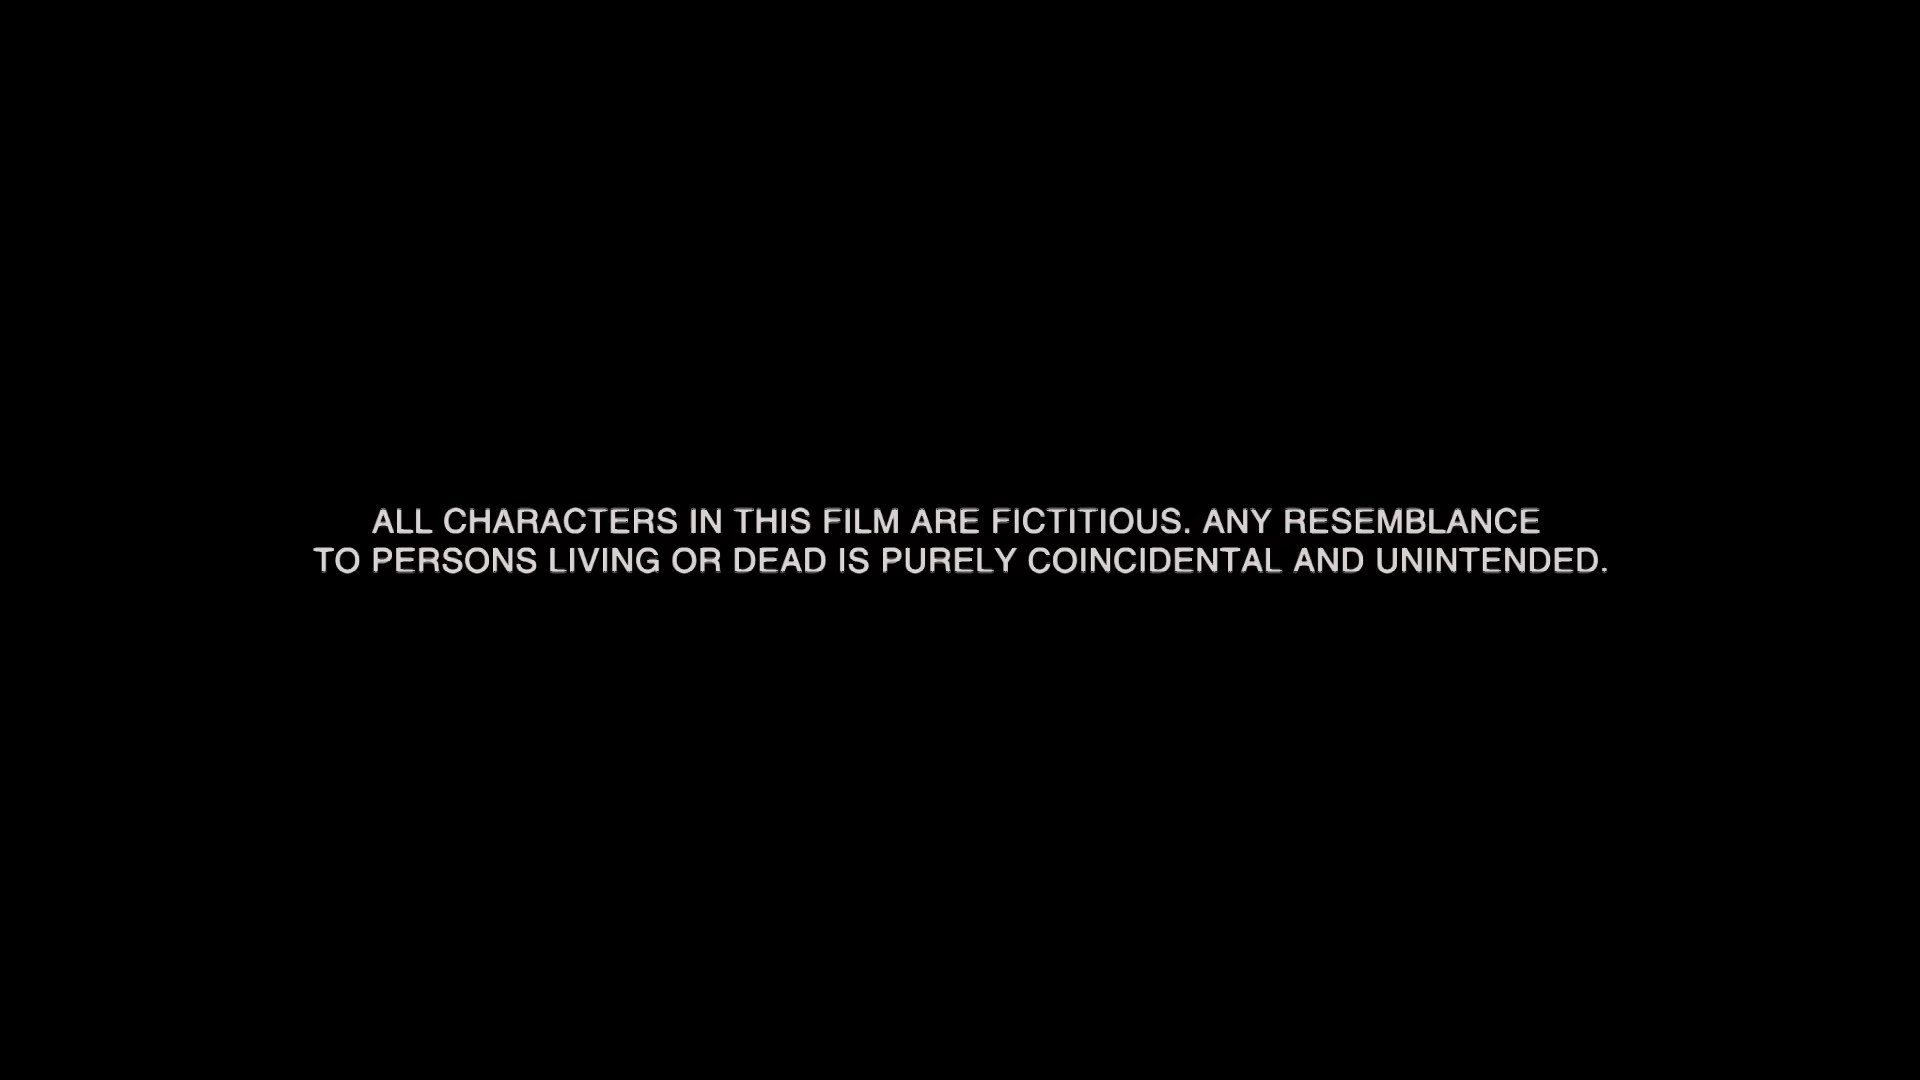 ALL CHARACTERS IN THIS FILM ARE FICTITIOUS. ANY RESEMBLANCE
TO PERSONS LIVING OR DEAD IS PURELY COINCIDENTAL AND UNINTENDED.